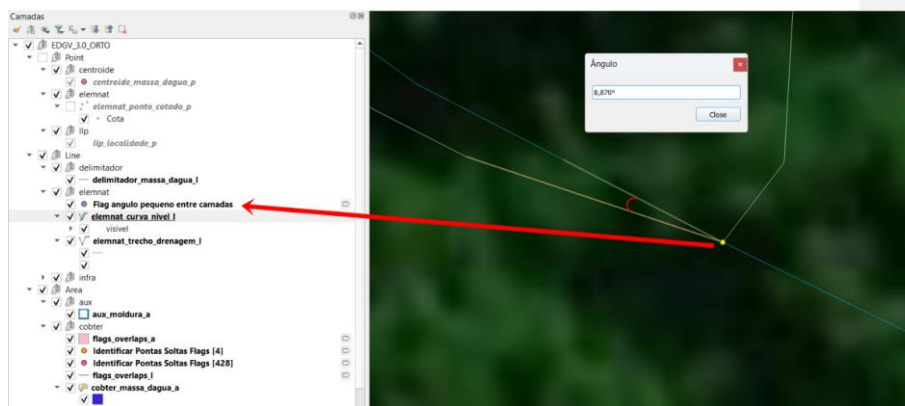 Camadas
EDGV_3.0_ORTO
Point
centroide
centroide_massa_dagua_p
elemnat
elemnat_ponto_cotado_p
Cota
llp
llp_localidade_p
Line
delimitador
delimitador_massa_dagua_l
elemnat
Flag angulo pequeno entre camadas
elemnat_curva_nivel_l
visivel
elemnat_trecho_drenagem_l
infra
Area
aux
aux_moldura_a
cobter
flags_overlaps_a
Identificar Pontas Soltas Flags [4]
Identificar Pontas Soltas Flags [428]
flags_overlaps_l
cobter_massa_dagua_a
Ângulo
8,870°
Close